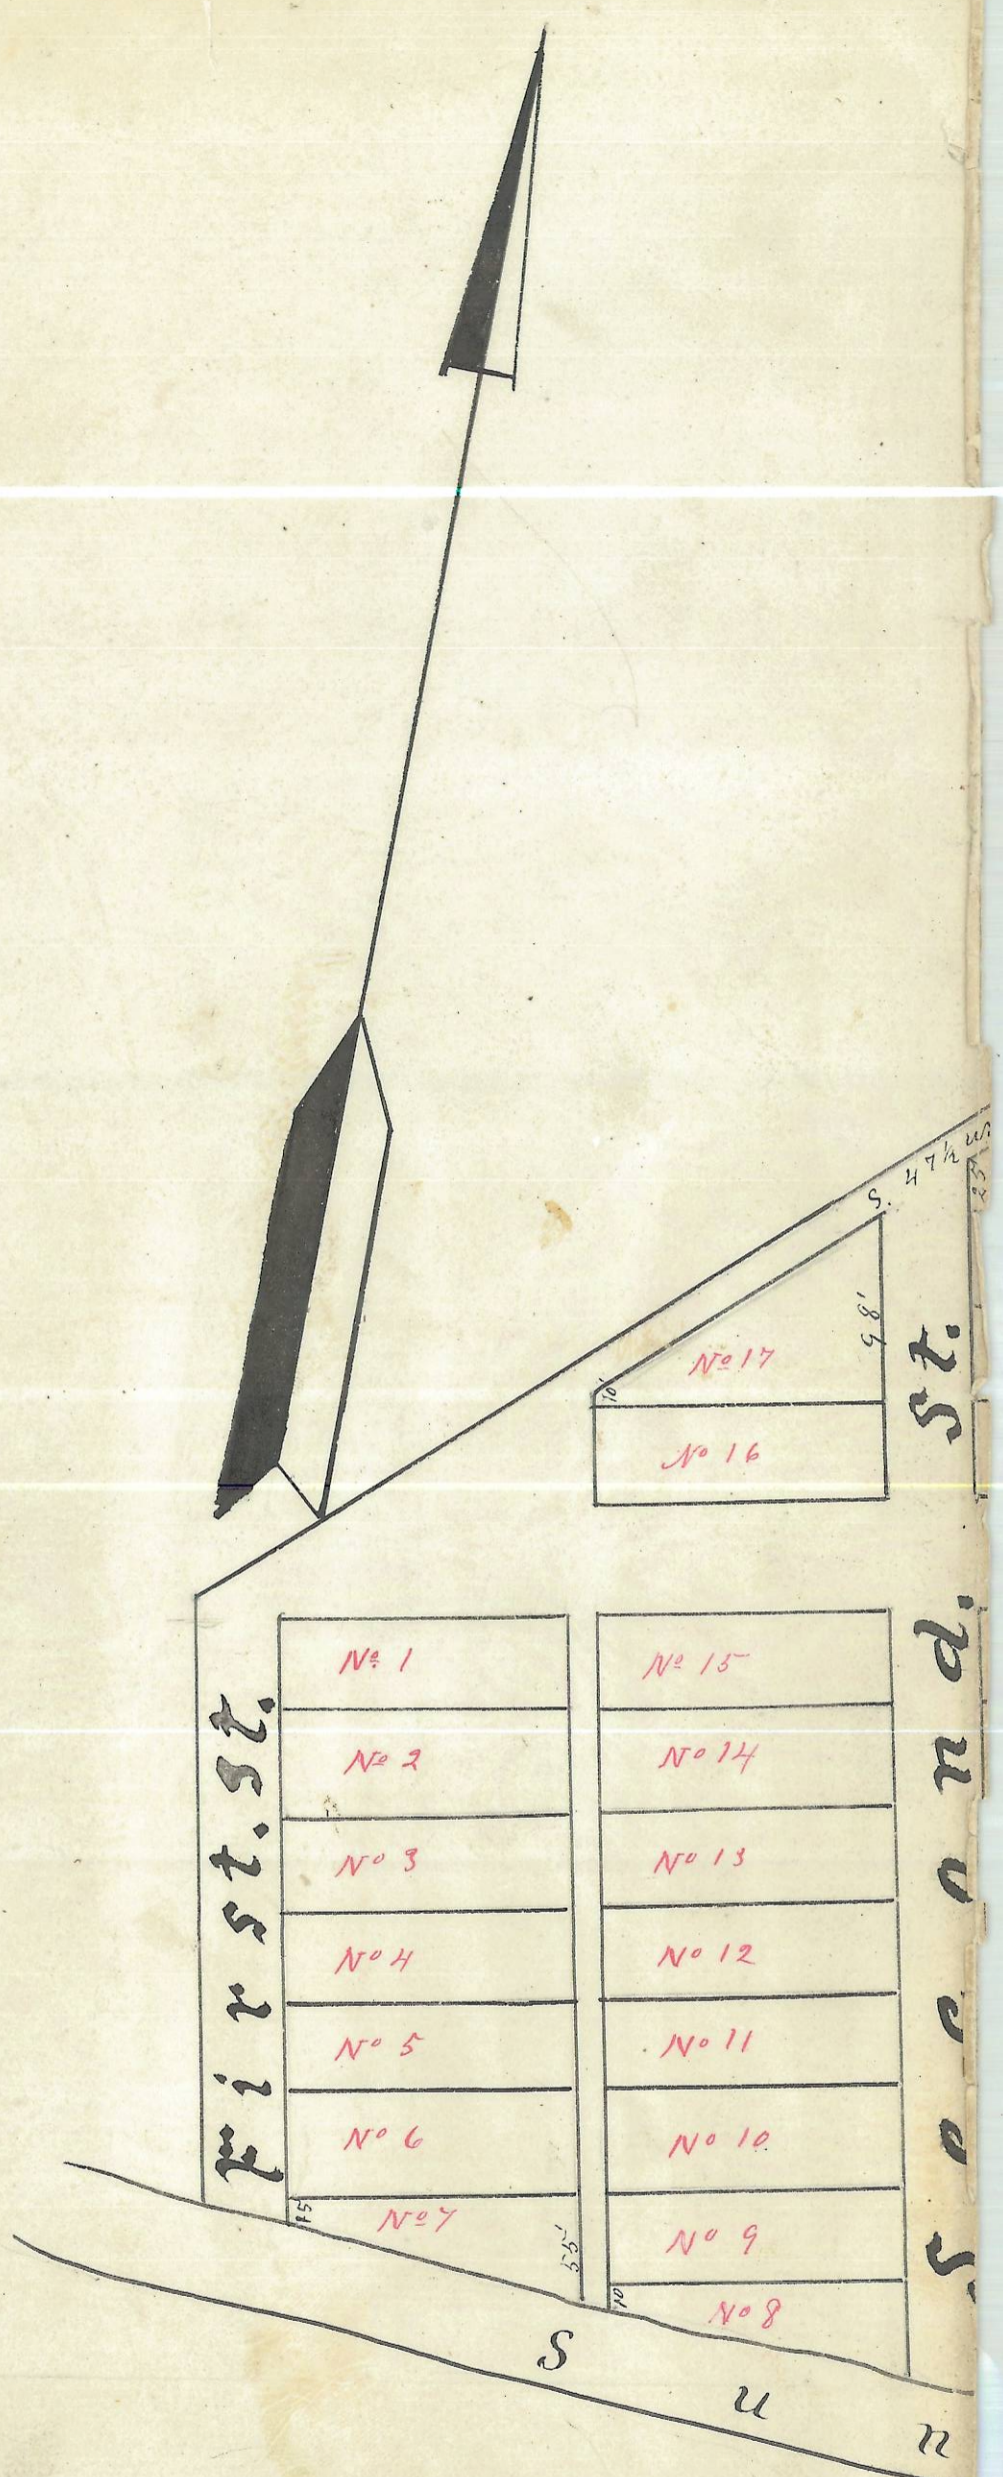 S. 47½ W.
25
98'
No 17
10'
No 16
St.
No 1
No 15
No 2
No 14
No 3
No 13
No 4
No 12
No 5
No 11
No 6
No 10
No 7
No 9
No 8
15
55'
10
First. St.
Second.
S u n